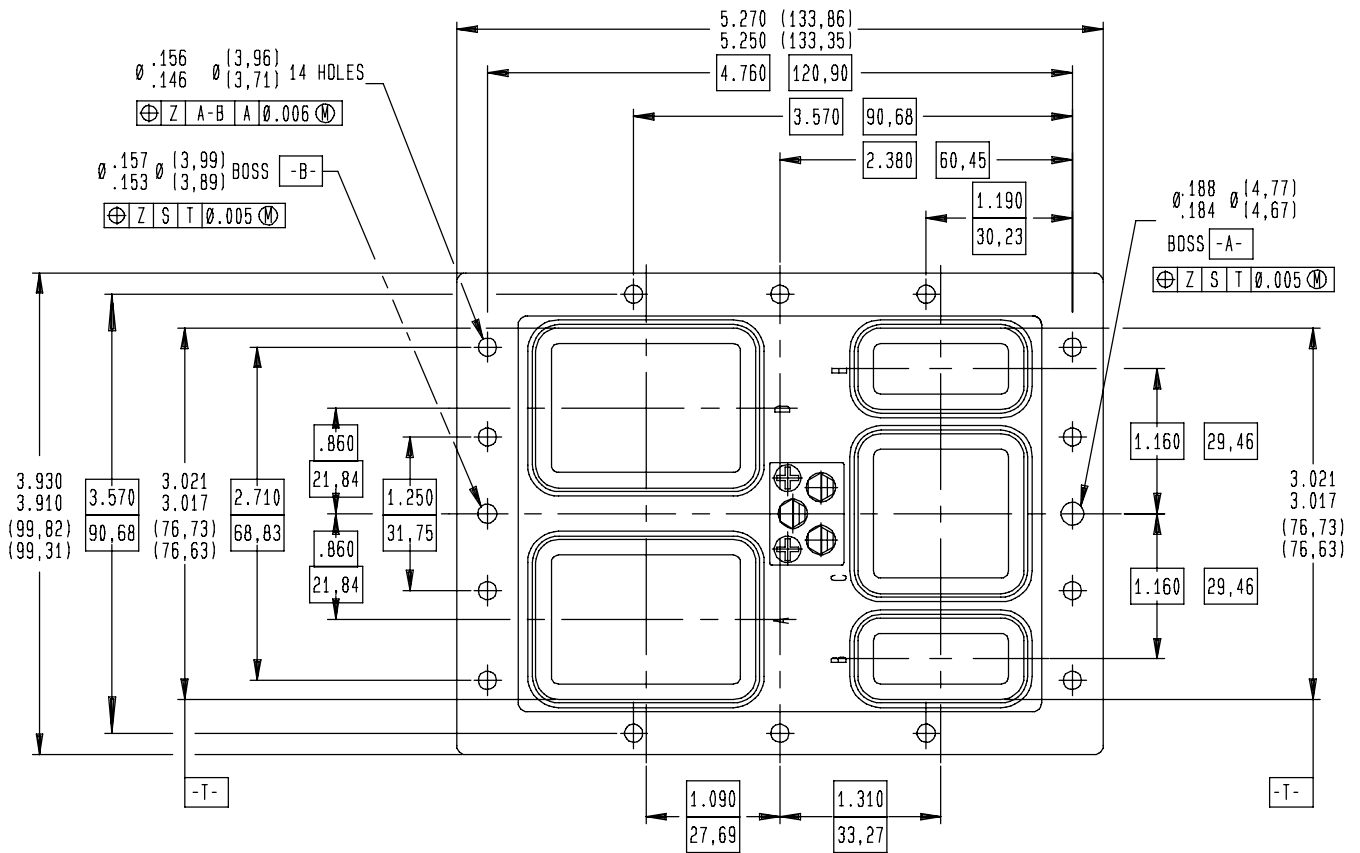 5.270 (133,86)
5.250 (133,35)
4.760 120,90
3.570 90,68
2.380 60,45
1.190
30,23
Ø .156 Ø (3,96) 14 HOLES
.146 (3,71)
⌖ Z A-B A Ø.006 Ⓜ
Ø .157 Ø (3,99) BOSS -B-
.153 (3,89)
⌖ Z S T Ø.005 Ⓜ
Ø .188 Ø (4,77)
.184 (4,67)
BOSS -A-
⌖ Z S T Ø.005 Ⓜ
3.930
3.910
(99,82)
(99,31)
3.570
90,68
3.021
3.017
(76,73)
(76,63)
2.710
68,83
.860
21,84
.860
21,84
1.250
31,75
E
D
C
A
B
1.160 29,46
1.160 29,46
3.021
3.017
(76,73)
(76,63)
-T-
-T-
1.090
27,69
1.310
33,27